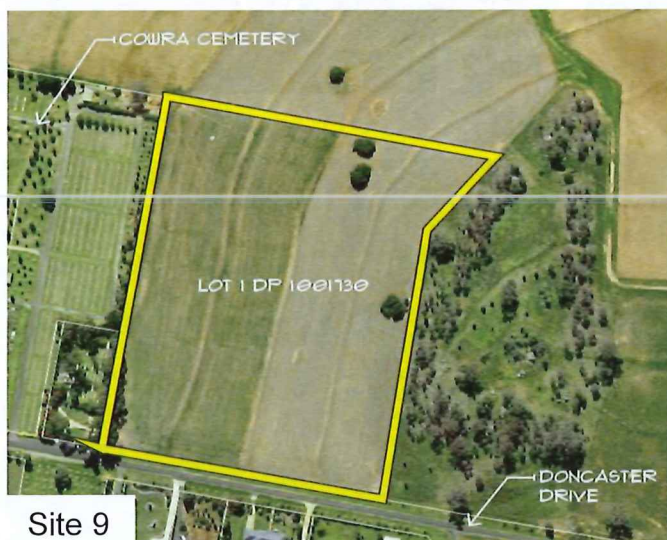 COWRA CEMETERY
LOT 1 DP 1001730
DONCASTER
DRIVE
Site 9